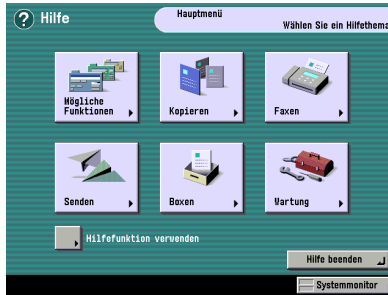 Hilfe
Hauptmenü
Wählen Sie ein Hilfethema
Mögliche
Funktionen
Kopieren
Faxen
Senden
Boxen
Wartung
Hilfefunktion verwenden
Hilfe beenden
Systemmonitor